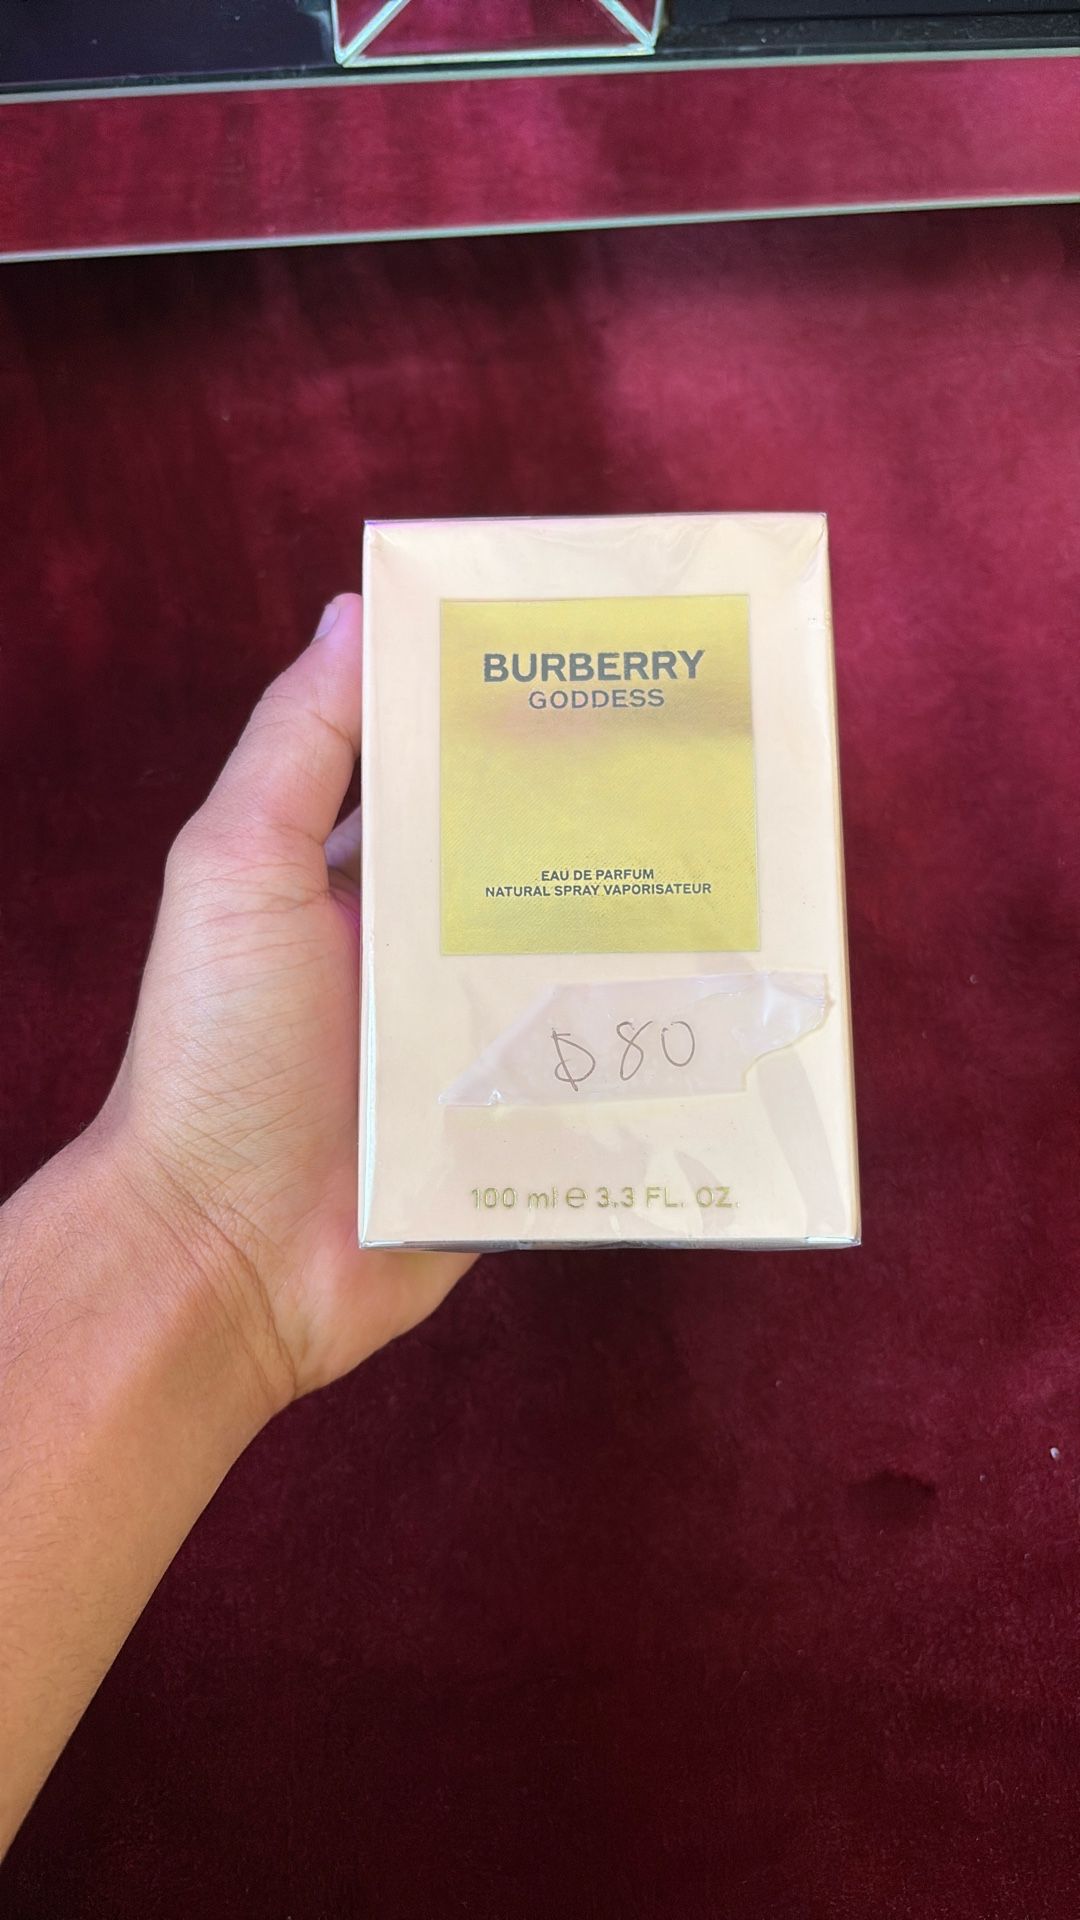 BURBERRY
GODDESS
EAU DE PARFUM
NATURAL SPRAY VAPORISATEUR
D 80
100 ml e 3.3 FL. OZ.